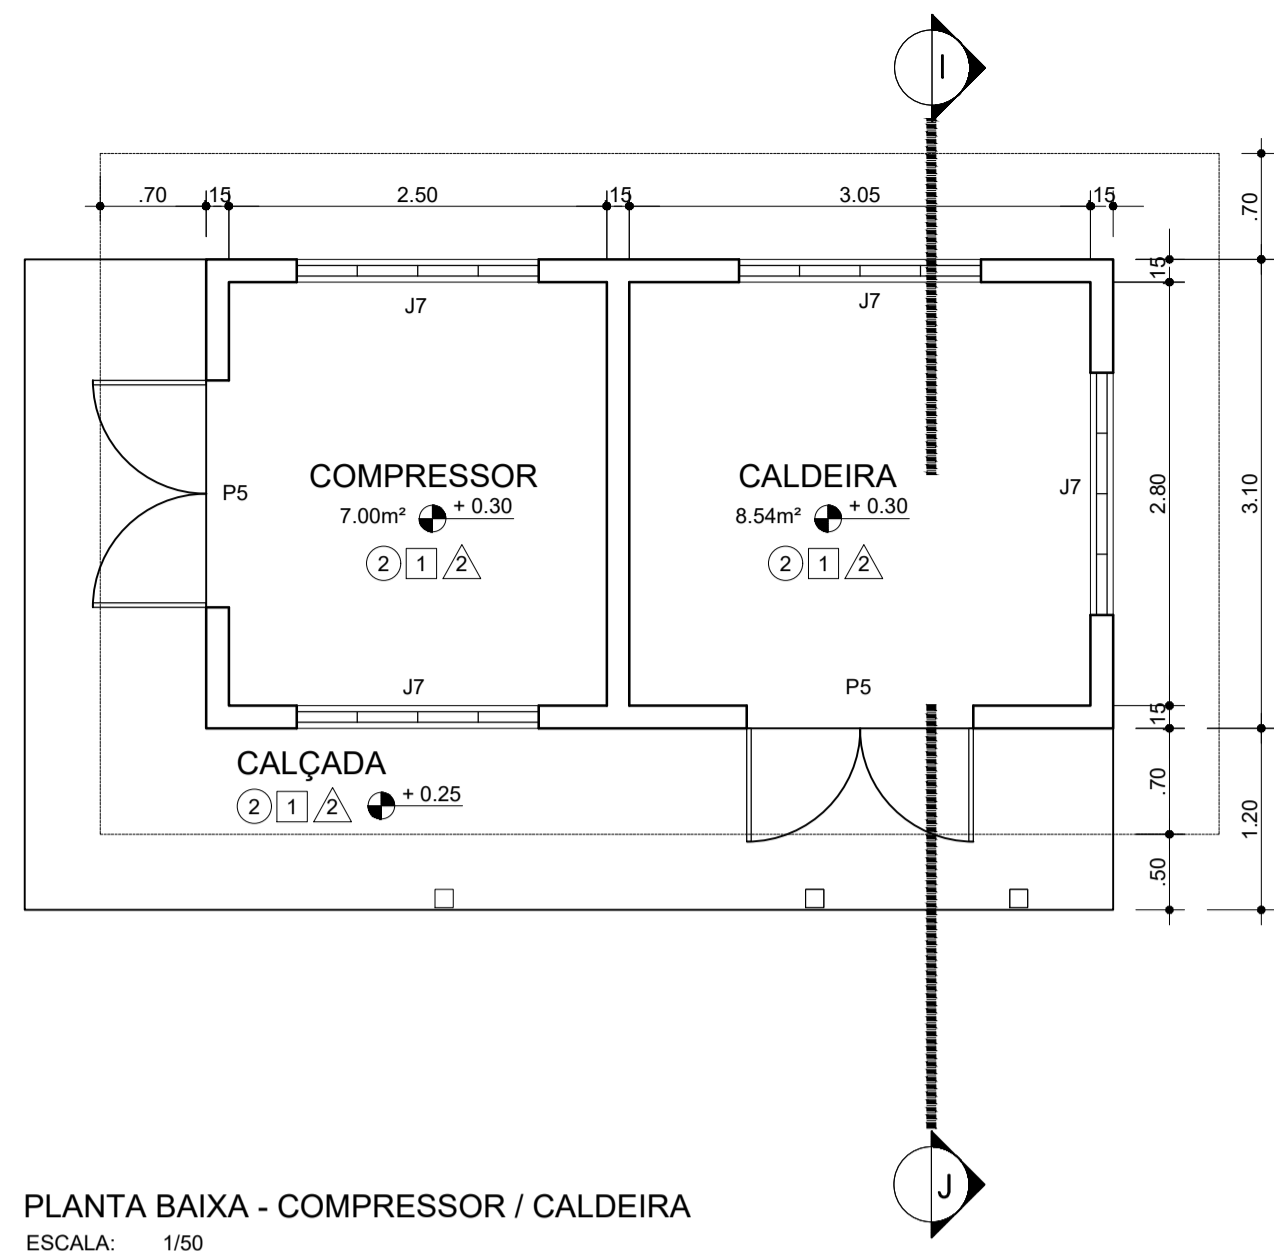 I
.70 15 2.50 15 3.05 15
.70
15
J7
J7
COMPRESSOR
7.00m² + 0.30
2 1 2
P5
CALDEIRA
8.54m² + 0.30
2 1 2
J7
2.80
3.10
J7
P5
15
CALÇADA
2 1 2 + 0.25
.70
1.20
.50
J
PLANTA BAIXA - COMPRESSOR / CALDEIRA
ESCALA: 1/50